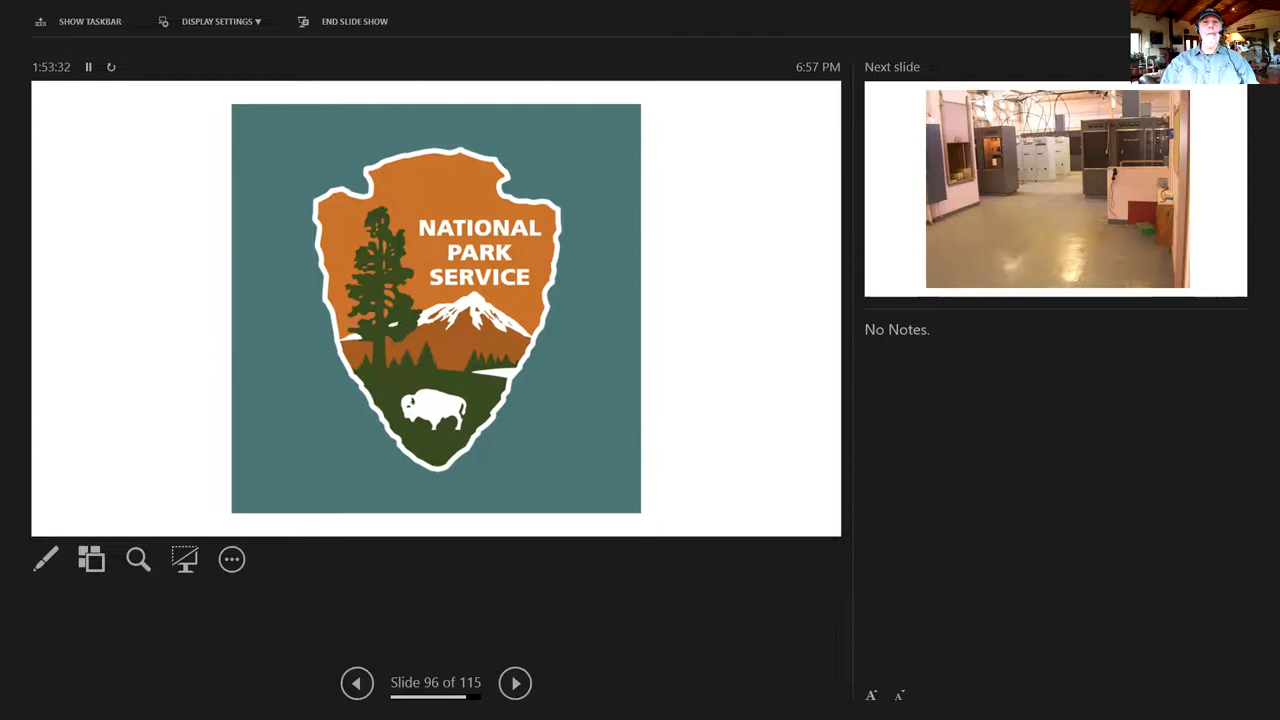 SHOW TASKBAR
DISPLAY SETTINGS ▼
END SLIDE SHOW
1:53:32
6:57 PM
Next slide
NATIONAL
PARK
SERVICE
No Notes.
Slide 96 of 115
A
A